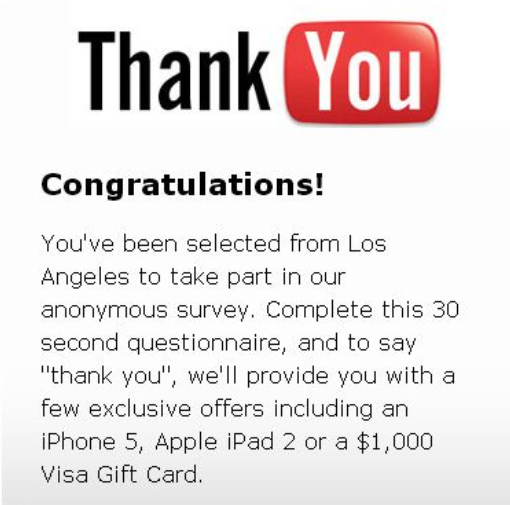 Thank You
Congratulations!
You've been selected from Los
Angeles to take part in our
anonymous survey. Complete this 30
second questionnaire, and to say
"thank you", we'll provide you with a
few exclusive offers including an
iPhone 5, Apple iPad 2 or a $1,000
Visa Gift Card.